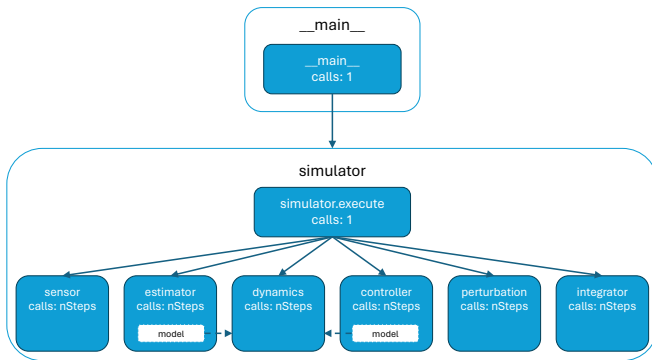 __main__
__main__
calls: 1
simulator
simulator.execute
calls: 1
sensor
calls: nSteps
estimator
calls: nSteps
model
dynamics
calls: nSteps
controller
calls: nSteps
model
perturbation
calls: nSteps
integrator
calls: nSteps